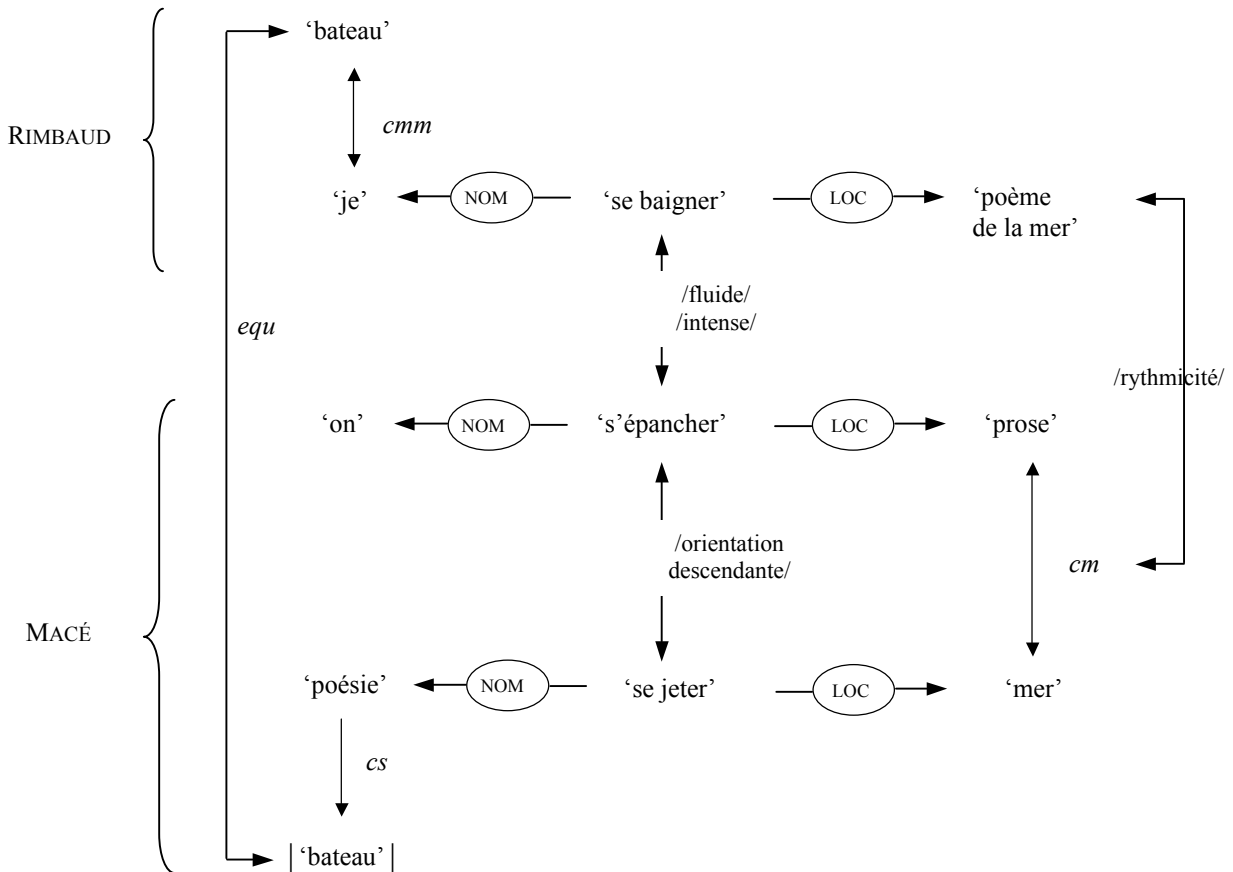 ‘bateau’
cmm
RIMBAUD
‘je’ NOM ‘se baigner’ LOC ‘poème
de la mer’
/fluide/
/intense/
equ
/rythmicité/
‘on’ NOM ‘s’épancher’ LOC ‘prose’
/orientation
descendante/
cm
MACÉ
‘poésie’ NOM ‘se jeter’ LOC ‘mer’
cs
|‘bateau’|